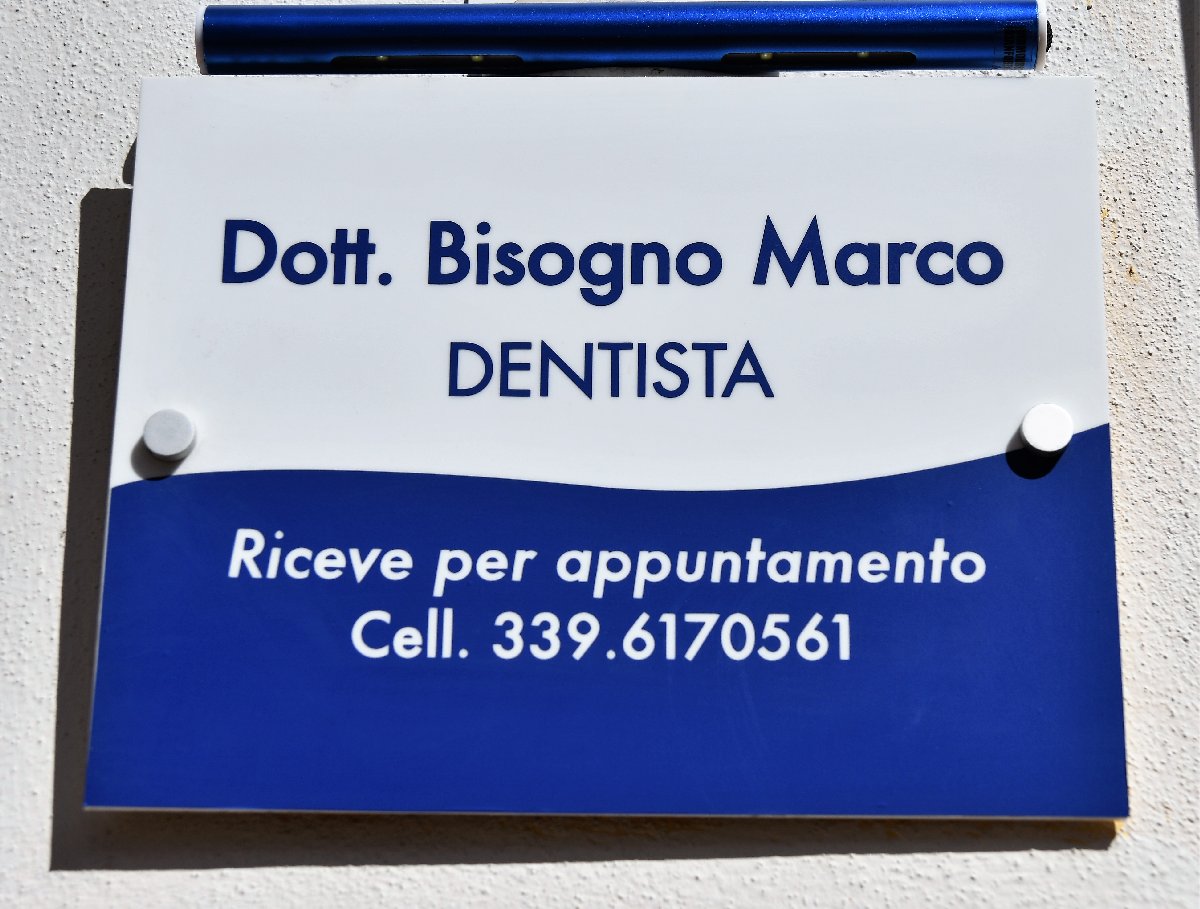 Dott. Bisogno Marco
DENTISTA
Riceve per appuntamento
Cell. 339.6170561